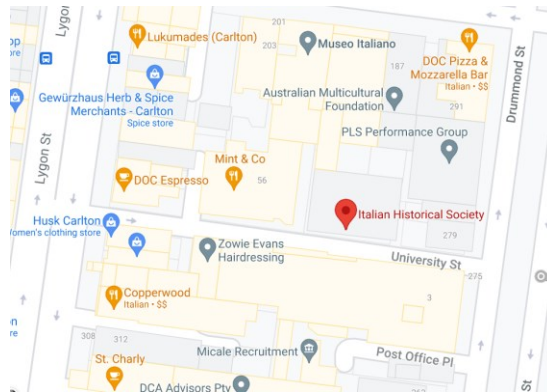 Lygon
201
Lukumades (Carlton)
203
Museo Italiano
DOC Pizza &
Mozzarella Bar
Italian • $$
Drummond St
187
Gewürzhaus Herb & Spice
Merchants - Carlton
Spice store
Australian Multicultural
Foundation
291
PLS Performance Group
Lygon St
Mint & Co
DOC Espresso
56
Husk Carlton
Women's clothing store
Italian Historical Society
279
Zowie Evans
Hairdressing
University St
275
Copperwood
Italian • $$
3
308
312
Micale Recruitment
Post Office Pl
St. Charly
DCA Advisors Pty